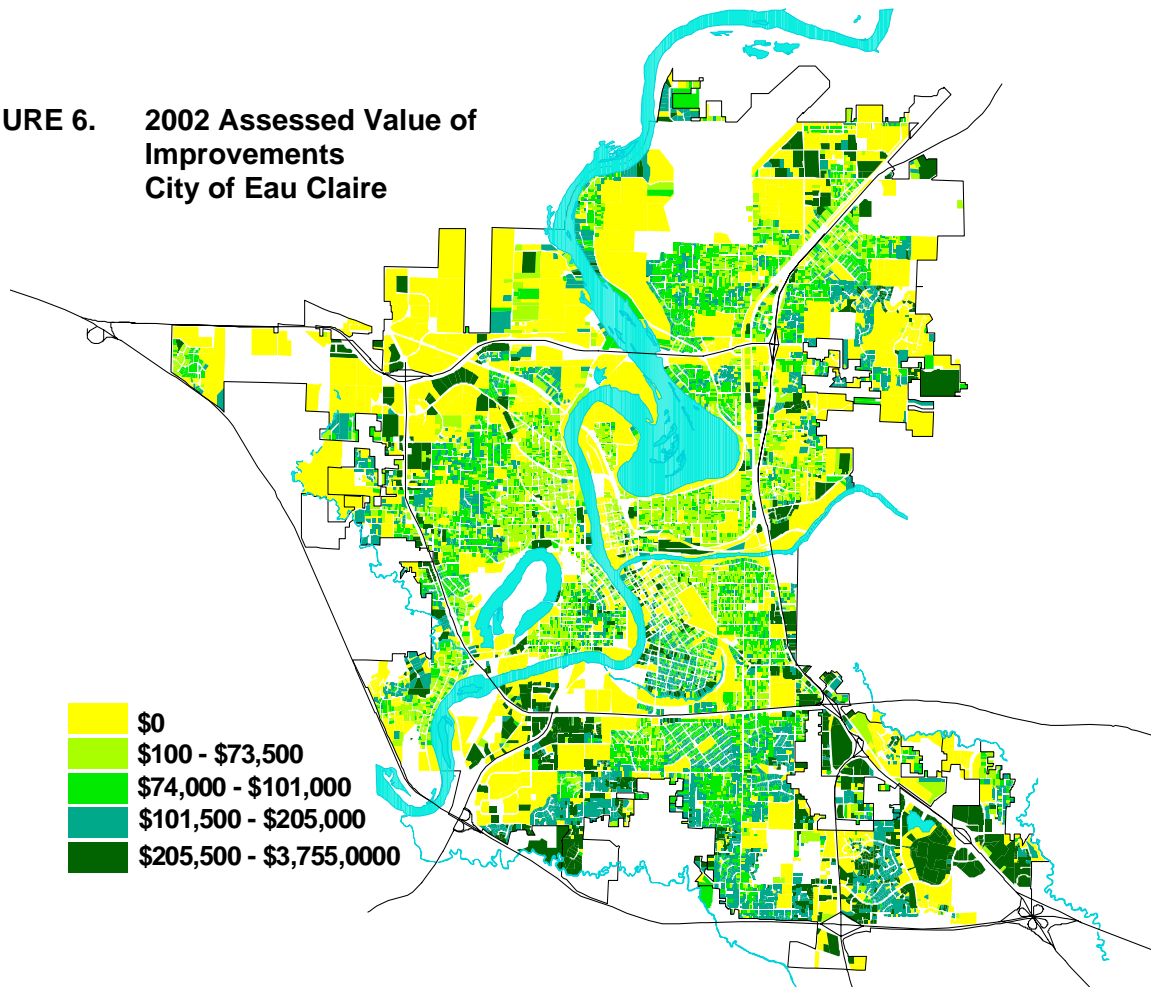 URE 6. 2002 Assessed Value of
Improvements
City of Eau Claire
$0
$100 - $73,500
$74,000 - $101,000
$101,500 - $205,000
$205,500 - $3,755,0000